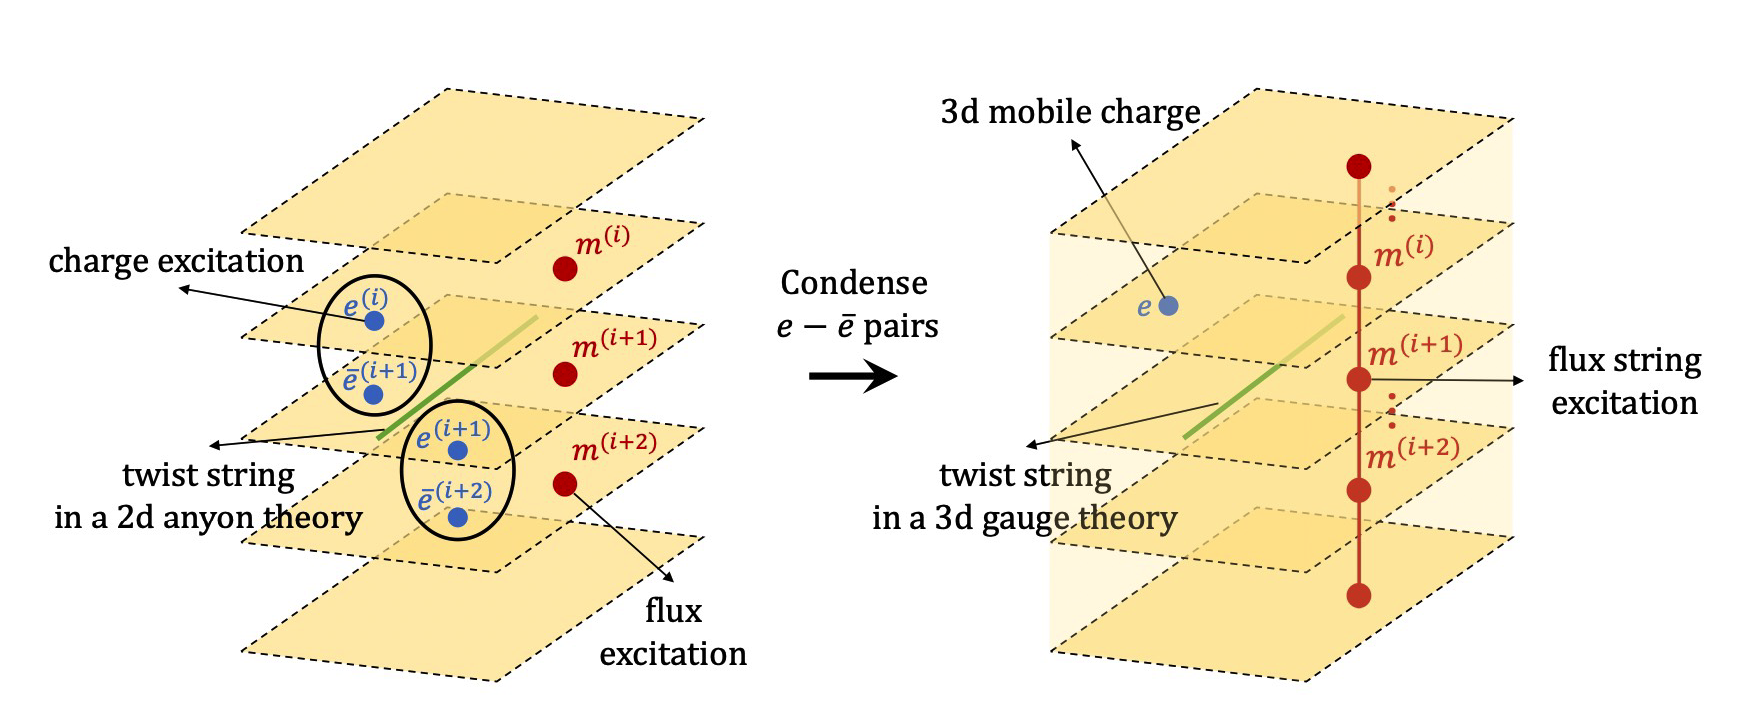 charge excitation
e^(i)
ē^(i+1)
e^(i+1)
ē^(i+2)
m^(i)
m^(i+1)
m^(i+2)
twist string
in a 2d anyon theory
flux
excitation
Condense
e − ē pairs
3d mobile charge
e
m^(i)
m^(i+1)
m^(i+2)
flux string
excitation
twist string
in a 3d gauge theory